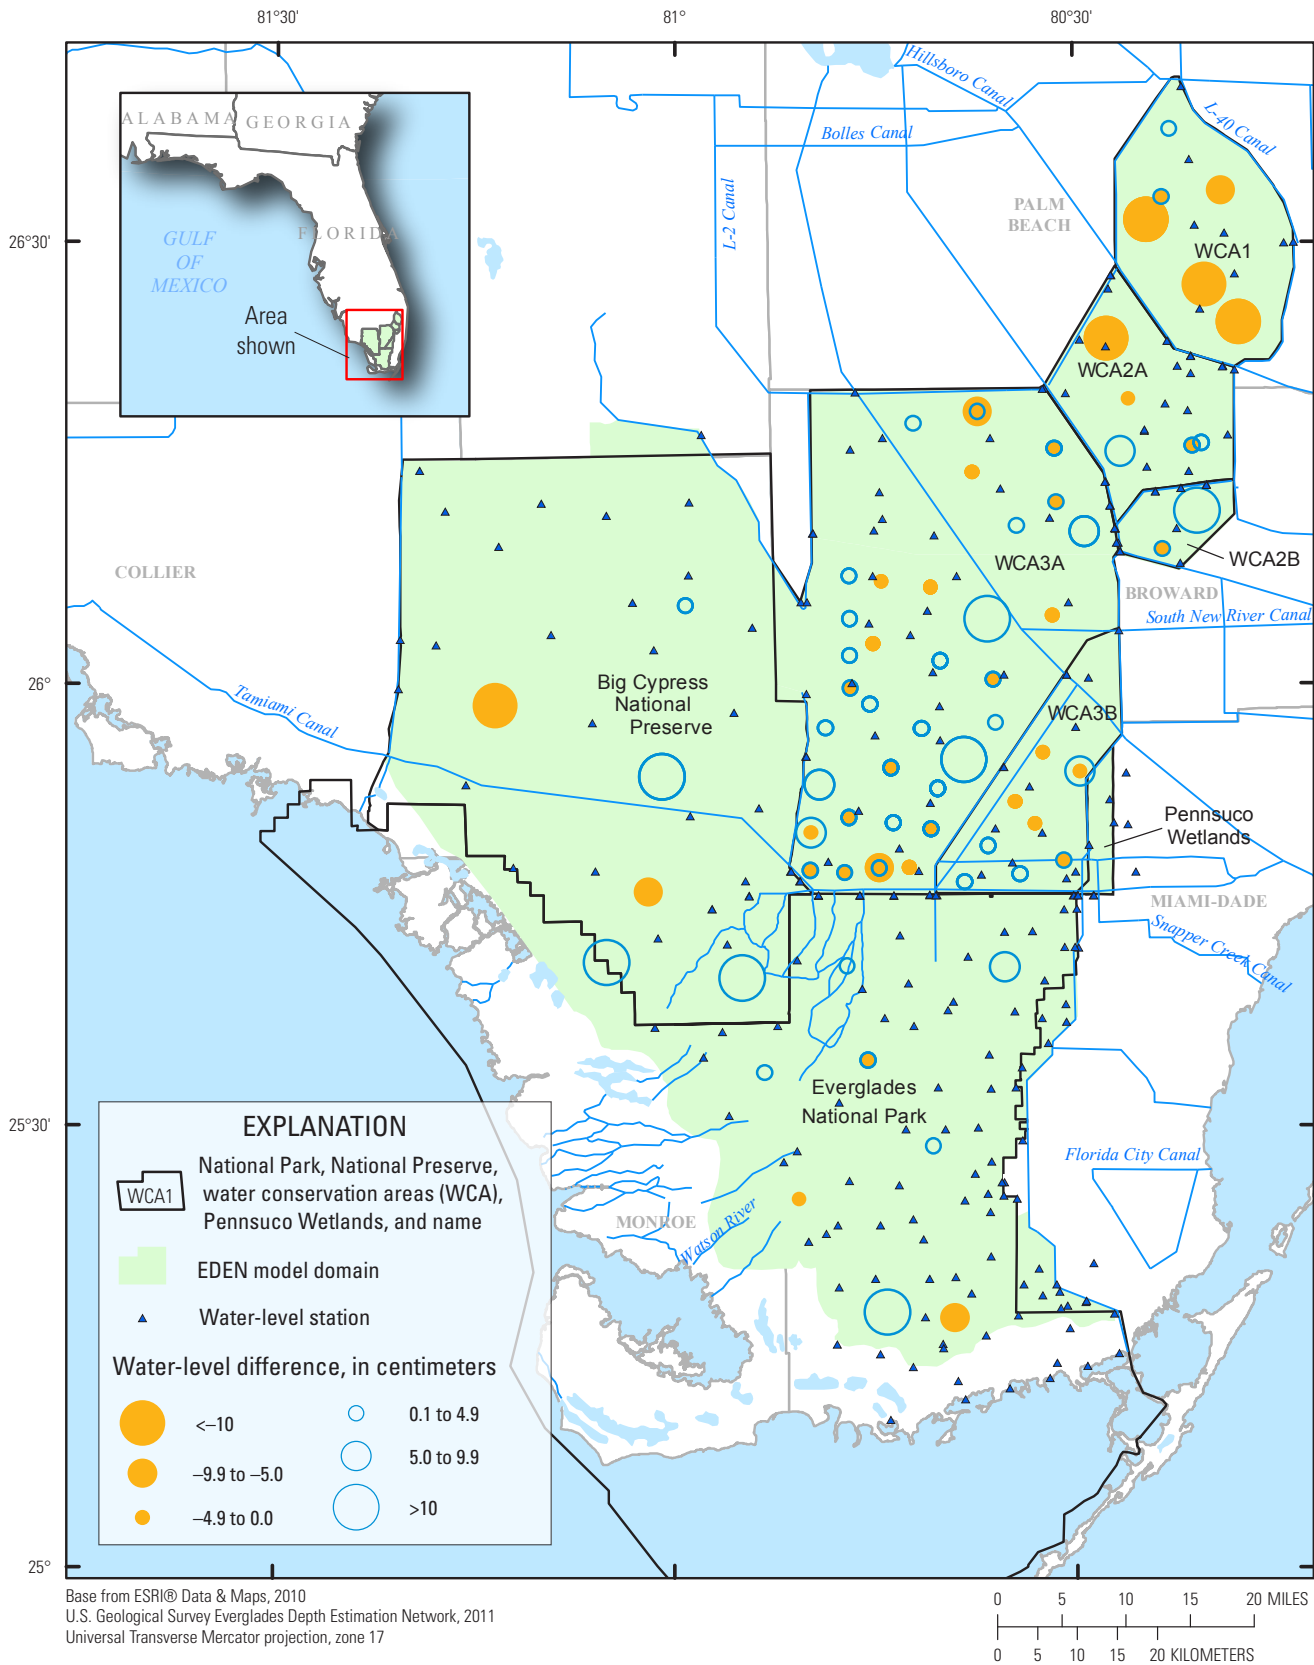 81°30'
81°
80°30'
26°30'
26°
25°30'
25°
ALABAMA
GEORGIA
FLORIDA
GULF
OF
MEXICO
Area
shown
Hillsboro Canal
Bolles Canal
L-2 Canal
L-40 Canal
PALM
BEACH
WCA1
WCA2A
WCA2B
WCA3A
BROWARD
South New River Canal
COLLIER
Tamiami Canal
Big Cypress
National
Preserve
WCA3B
Pennsuco
Wetlands
MIAMI-DADE
Snapper Creek Canal
Everglades
National Park
Florida City Canal
MONROE
Watson River
EXPLANATION
WCA1
National Park, National Preserve,
water conservation areas (WCA),
Pennsuco Wetlands, and name
EDEN model domain
Water-level station
Water-level difference, in centimeters
<–10
–9.9 to –5.0
–4.9 to 0.0
0.1 to 4.9
5.0 to 9.9
>10
Base from ESRI® Data & Maps, 2010
U.S. Geological Survey Everglades Depth Estimation Network, 2011
Universal Transverse Mercator projection, zone 17
0 5 10 15 20 MILES
0 5 10 15 20 KILOMETERS